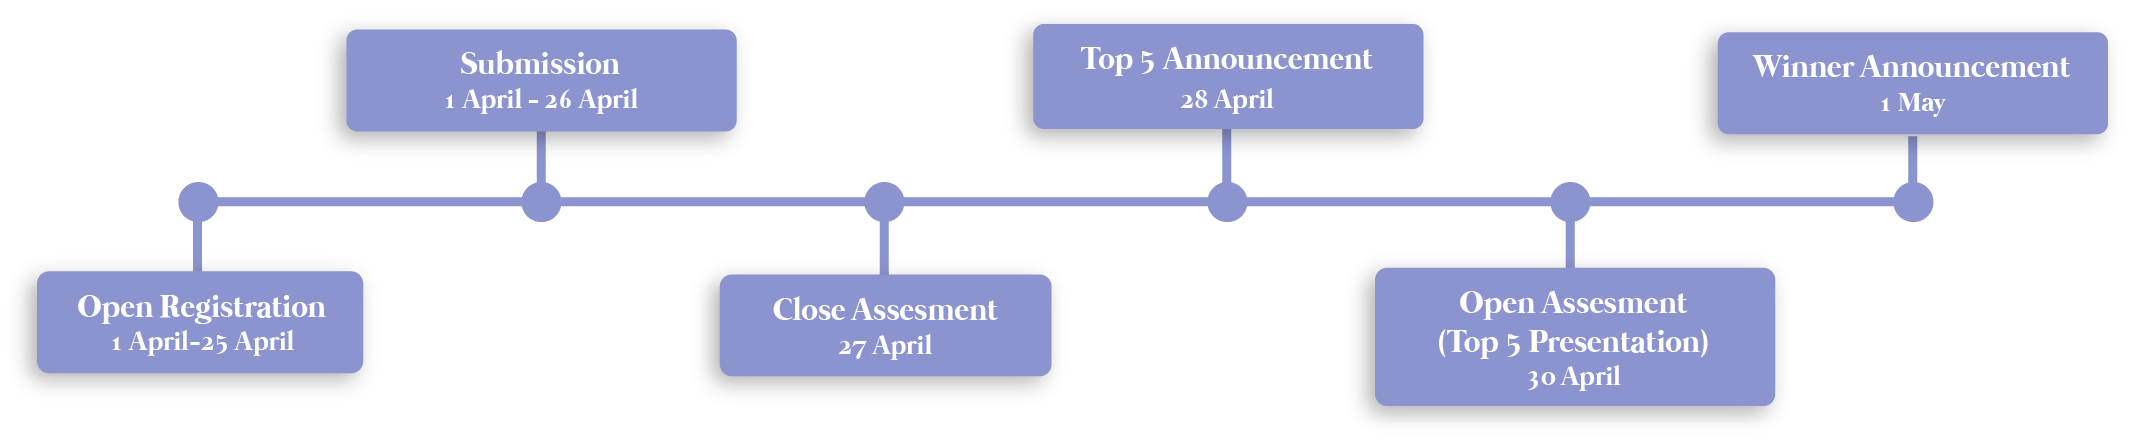 Open Registration
1 April-25 April
Submission
1 April - 26 April
Close Assesment
27 April
Top 5 Announcement
28 April
Open Assesment
(Top 5 Presentation)
30 April
Winner Announcement
1 May